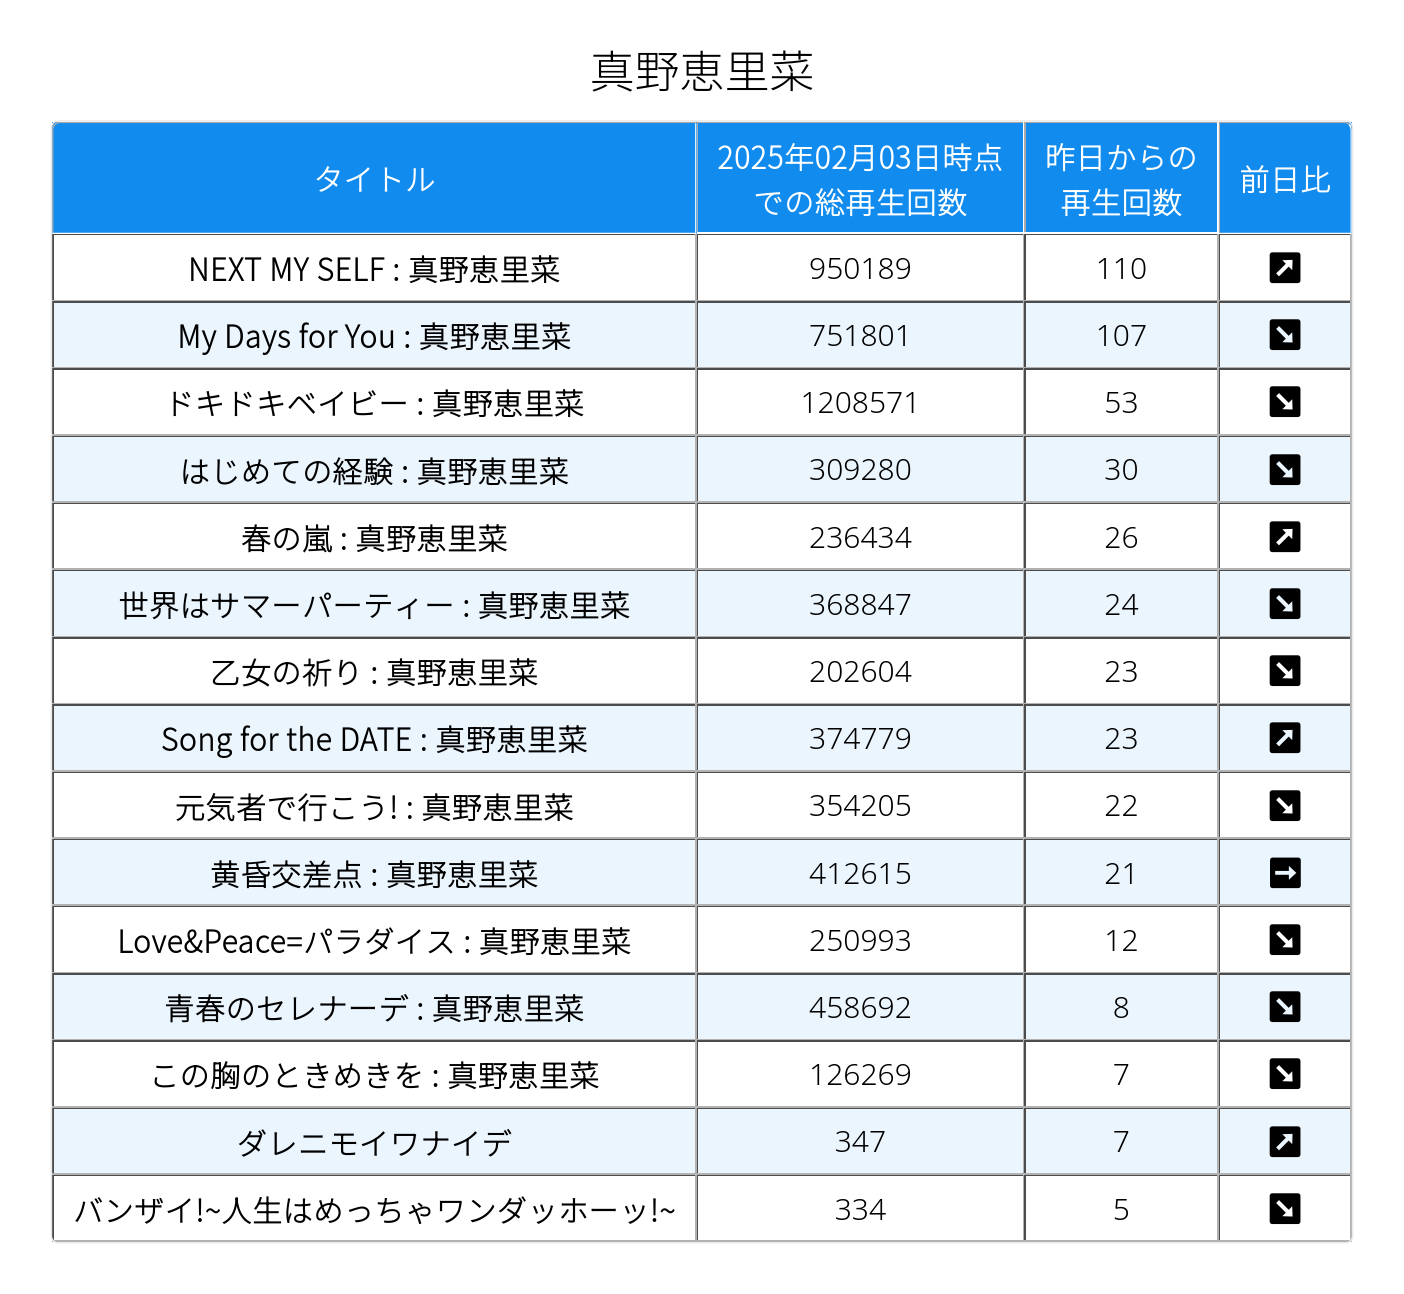 真野恵里菜
タイトル 2025年02月03日時点での総再生回数 昨日からの再生回数 前日比
NEXT MY SELF : 真野恵里菜 950189 110 ↗
My Days for You : 真野恵里菜 751801 107 ↘
ドキドキベイビー : 真野恵里菜 1208571 53 ↘
はじめての経験 : 真野恵里菜 309280 30 ↘
春の嵐 : 真野恵里菜 236434 26 ↗
世界はサマーパーティー : 真野恵里菜 368847 24 ↘
乙女の祈り : 真野恵里菜 202604 23 ↘
Song for the DATE : 真野恵里菜 374779 23 ↗
元気者で行こう! : 真野恵里菜 354205 22 ↘
黄昏交差点 : 真野恵里菜 412615 21 →
Love&Peace=パラダイス : 真野恵里菜 250993 12 ↘
青春のセレナーデ : 真野恵里菜 458692 8 ↘
この胸のときめきを : 真野恵里菜 126269 7 ↘
ダレニモイワナイデ 347 7 ↗
バンザイ!~人生はめっちゃワンダッホーッ!~ 334 5 ↘